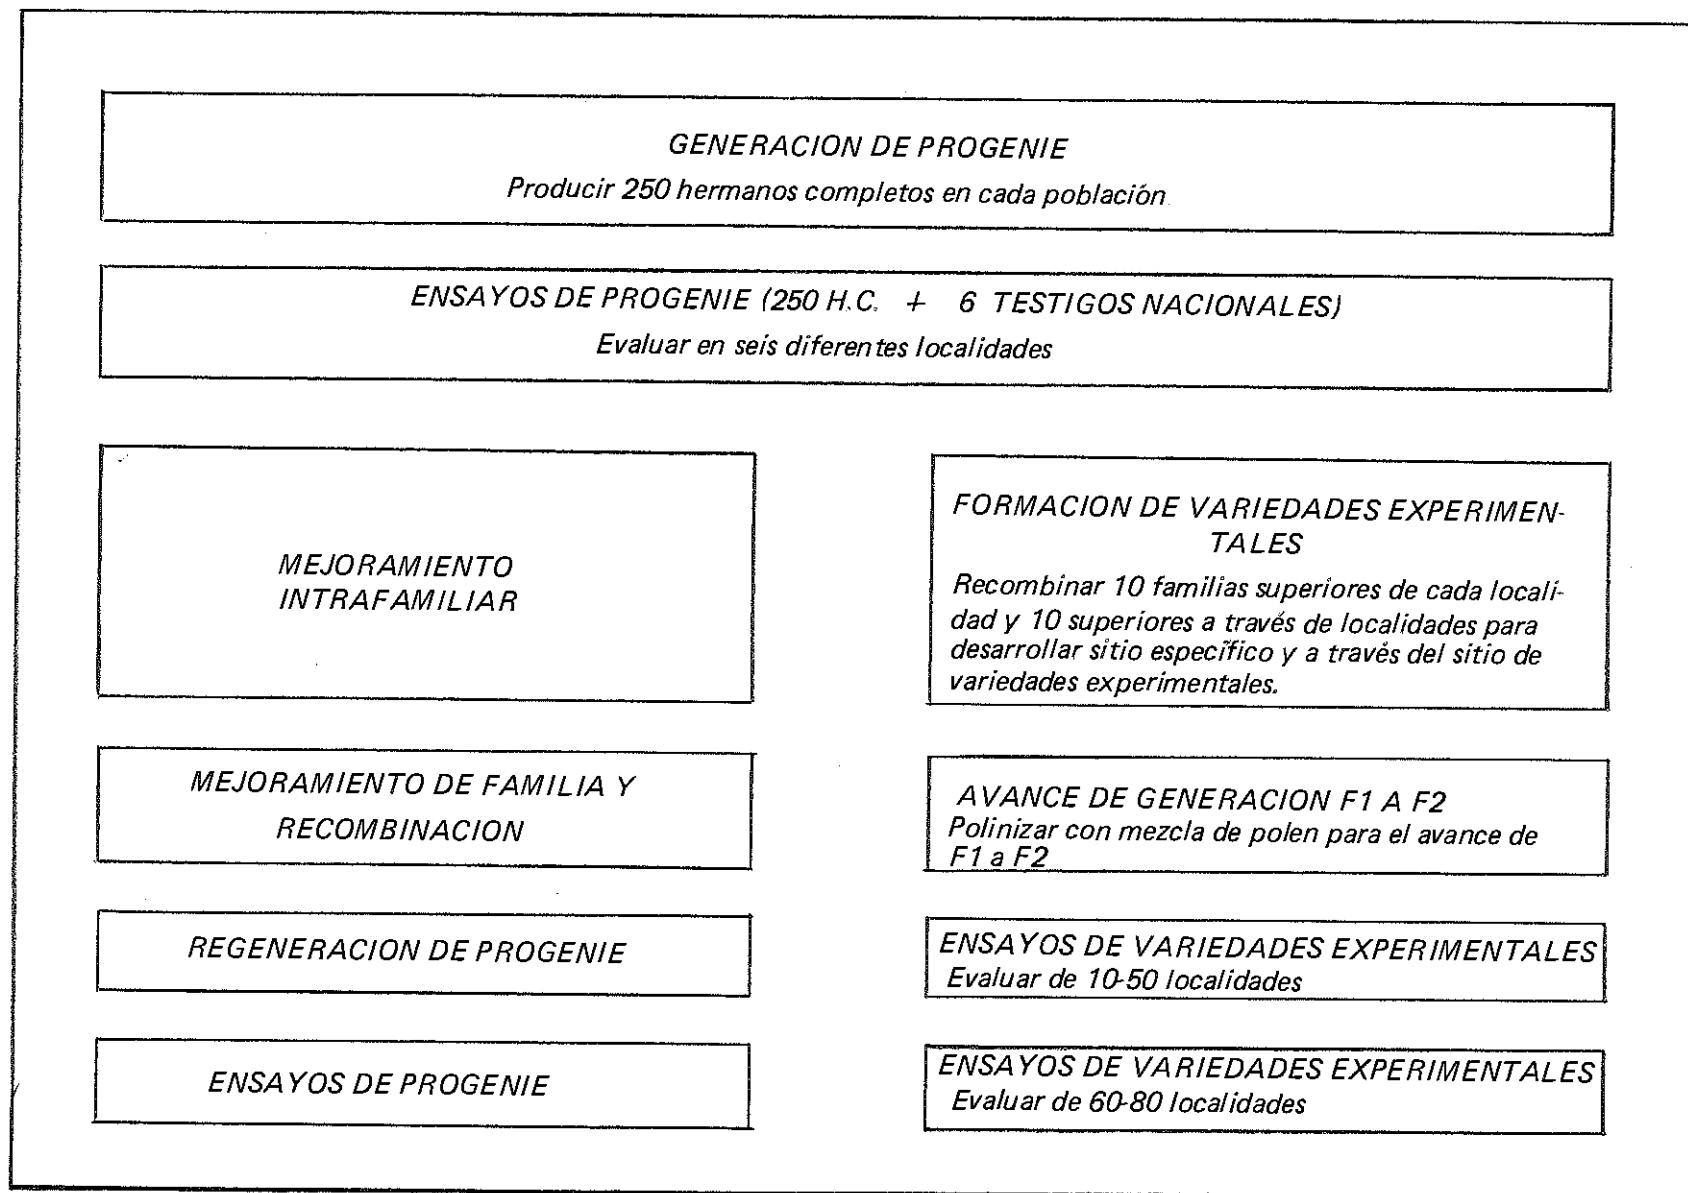 GENERACION DE PROGENIE
Producir 250 hermanos completos en cada población
ENSAYOS DE PROGENIE (250 H.C. + 6 TESTIGOS NACIONALES)
Evaluar en seis diferentes localidades
MEJORAMIENTO
INTRAFAMILIAR
FORMACION DE VARIEDADES EXPERIMEN-
TALES
Recombinar 10 familias superiores de cada locali-
dad y 10 superiores a través de localidades para
desarrollar sitio específico y a través del sitio de
variedades experimentales.
MEJORAMIENTO DE FAMILIA Y
RECOMBINACION
AVANCE DE GENERACION F1 A F2
Polinizar con mezcla de polen para el avance de
F1 a F2
REGENERACION DE PROGENIE
ENSAYOS DE VARIEDADES EXPERIMENTALES
Evaluar de 10-50 localidades
ENSAYOS DE PROGENIE
ENSAYOS DE VARIEDADES EXPERIMENTALES
Evaluar de 60-80 localidades